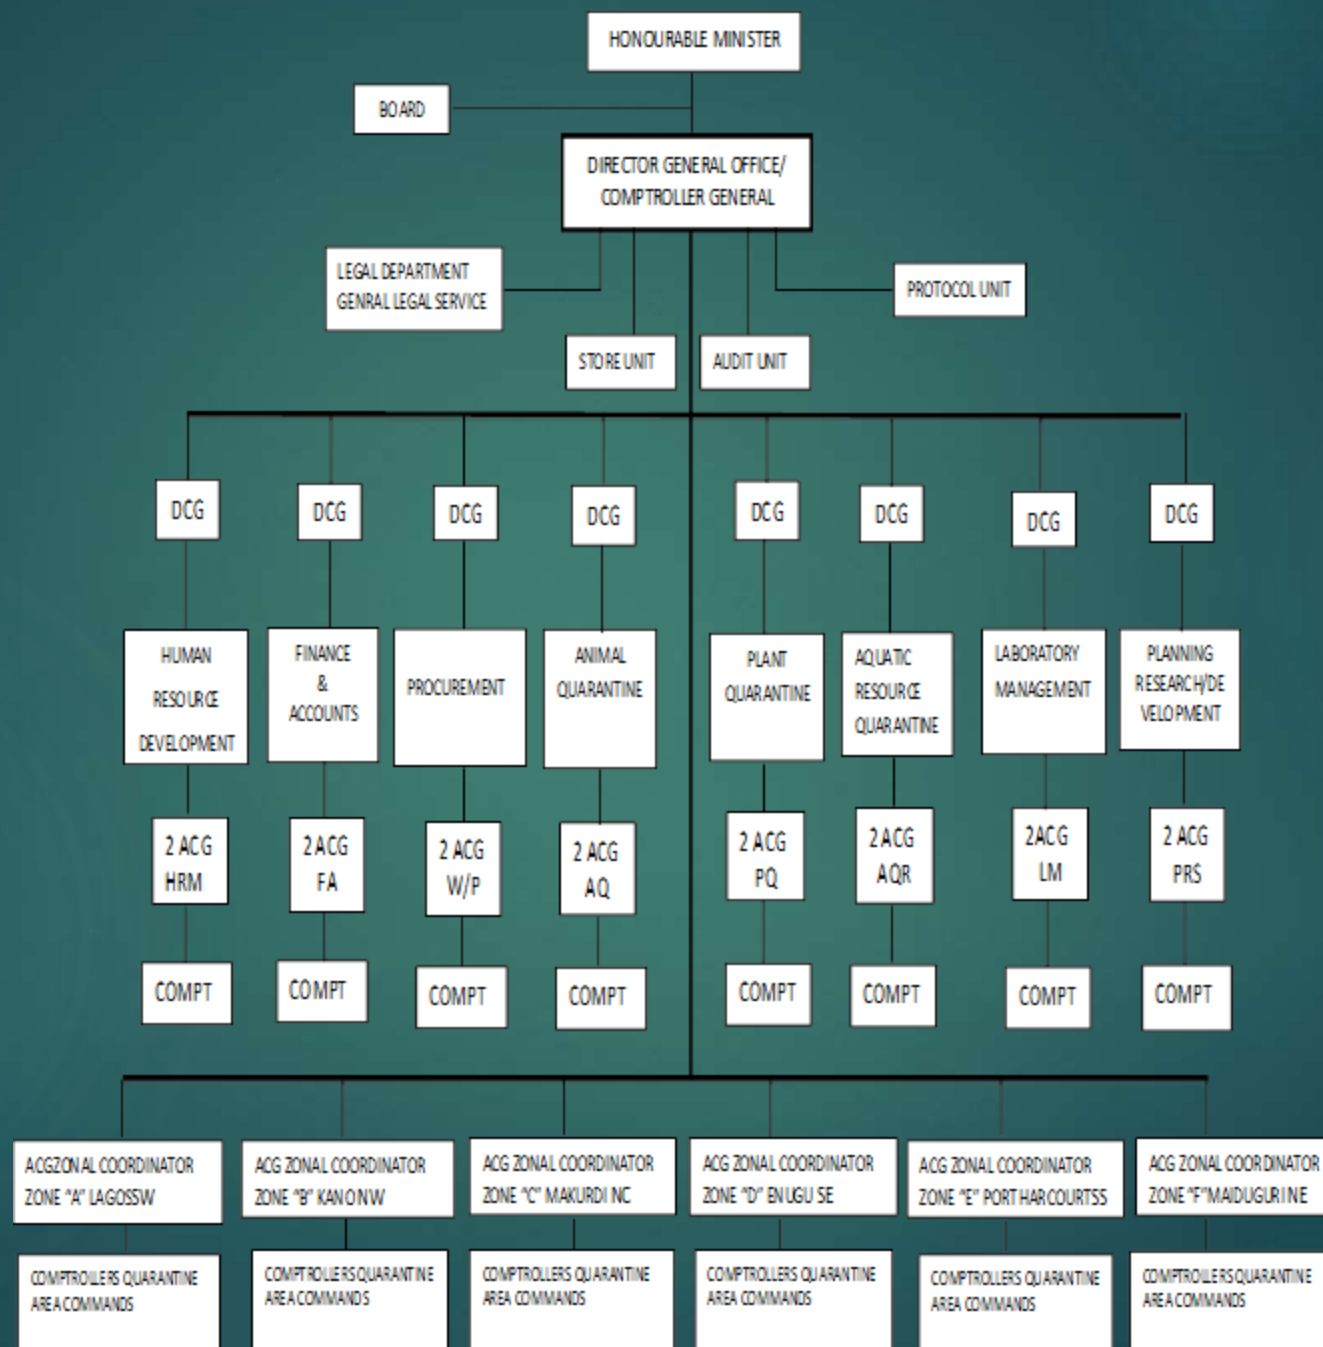 HONOURABLE MINISTER
BOARD
DIRECTOR GENERAL OFFICE/
COMPTROLLER GENERAL
LEGAL DEPARTMENT
GENRAL LEGAL SERVICE
PROTOCOL UNIT
STORE UNIT
AUDIT UNIT
DCG
DCG
DCG
DCG
DCG
DCG
DCG
DCG
HUMAN
RESOURCE
DEVELOPMENT
FINANCE
&
ACCOUNTS
PROCUREMENT
ANIMAL
QUARANTINE
PLANT
QUARANTINE
AQUATIC
RESOURCE
QUARANTINE
LABORATORY
MANAGEMENT
PLANNING
RESEARCH/DE
VELOPMENT
2 ACG
HRM
2 ACG
FA
2 ACG
W/P
2 ACG
AQ
2 ACG
PQ
2 ACG
AQR
2ACG
LM
2 ACG
PRS
COMPT
COMPT
COMPT
COMPT
COMPT
COMPT
COMPT
COMPT
ACGZONAL COORDINATOR
ZONE "A" LAGOSSW
ACG ZONAL COORDINATOR
ZONE "B" KANO NW
ACG ZONAL COORDINATOR
ZONE "C" MAKURDI NC
ACG ZONAL COORDINATOR
ZONE "D" ENUGU SE
ACG ZONAL COORDINATOR
ZONE "E" PORT HARCOURTSS
ACG ZONAL COORDINATOR
ZONE "F"MAIDUGURI NE
COMPTROLLERS QUARANTINE
AREA COMMANDS
COMPTROLLERS QUARANTINE
AREA COMMANDS
COMPTROLLERS QUARANTINE
AREA COMMANDS
COMPTROLLERS QUARANTINE
AREA COMMANDS
COMPTROLLERS QUARANTINE
AREA COMMANDS
COMPTROLLERS QUARANTINE
AREA COMMANDS